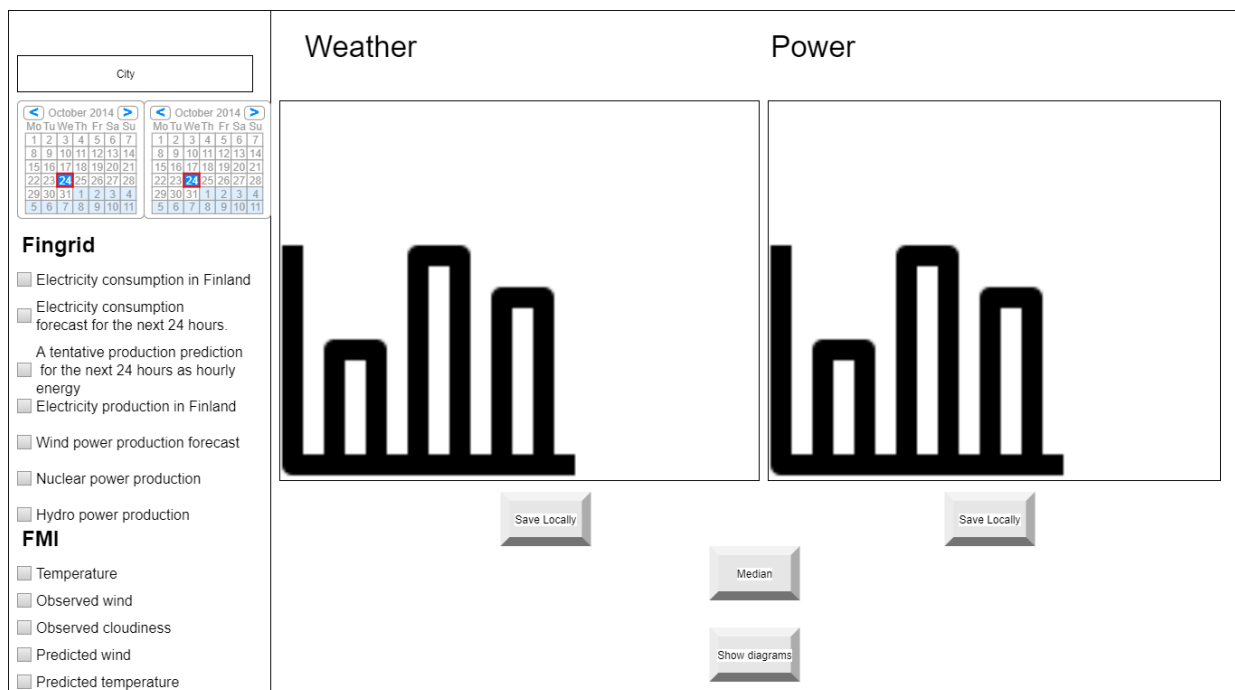 City
< October 2014 >
Mo Tu We Th Fr Sa Su
1 2 3 4 5 6 7
8 9 10 11 12 13 14
15 16 17 18 19 20 21
22 23 24 25 26 27 28
29 30 31 1 2 3 4
5 6 7 8 9 10 11
< October 2014 >
Mo Tu We Th Fr Sa Su
1 2 3 4 5 6 7
8 9 10 11 12 13 14
15 16 17 18 19 20 21
22 23 24 25 26 27 28
29 30 31 1 2 3 4
5 6 7 8 9 10 11
Fingrid
Electricity consumption in Finland
Electricity consumption
forecast for the next 24 hours.
A tentative production prediction
for the next 24 hours as hourly
energy
Electricity production in Finland
Wind power production forecast
Nuclear power production
Hydro power production
FMI
Temperature
Observed wind
Observed cloudiness
Predicted wind
Predicted temperature
Weather
Power
Save Locally
Save Locally
Median
Show diagrams